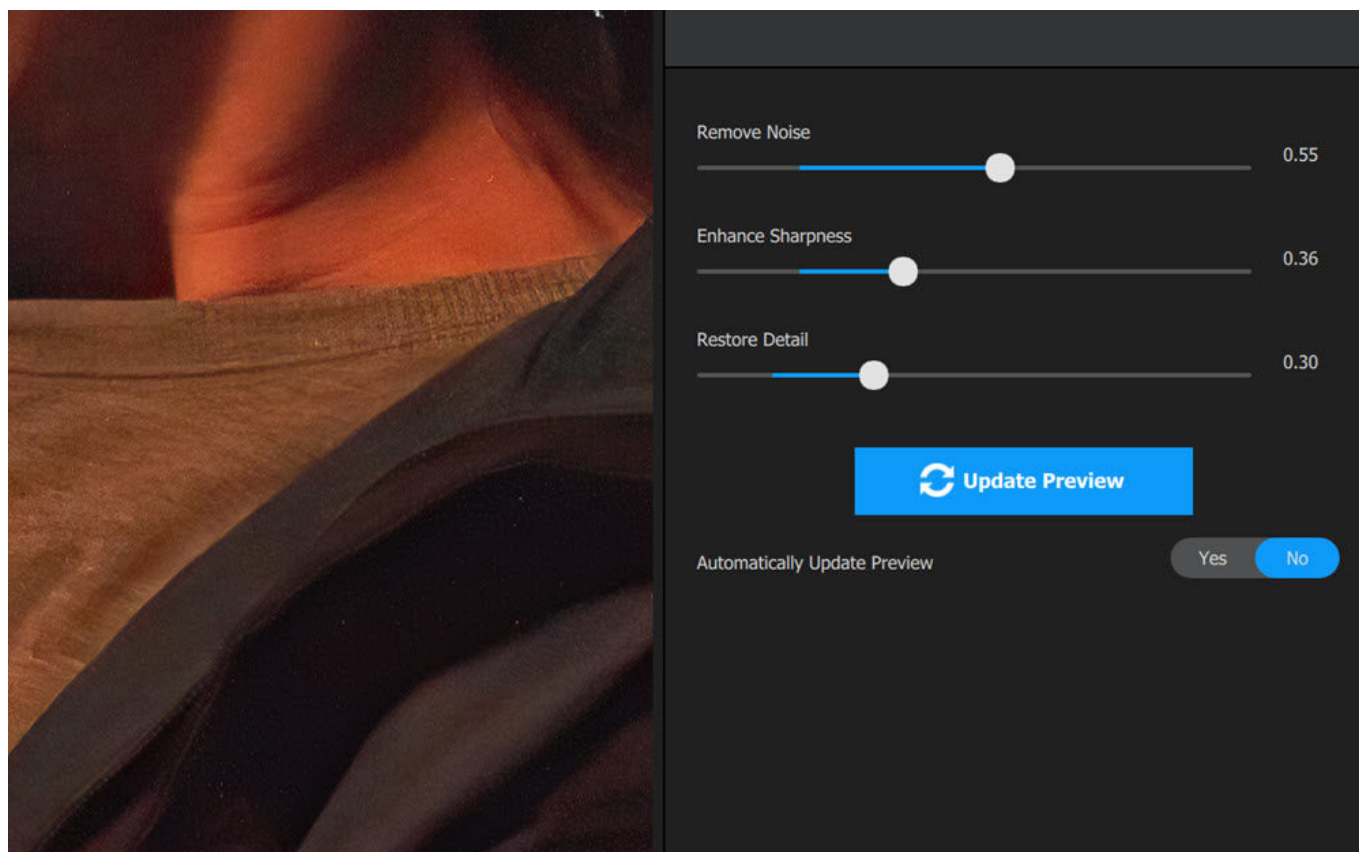 Remove Noise
0.55
Enhance Sharpness
0.36
Restore Detail
0.30
Update Preview
Automatically Update Preview
Yes
No